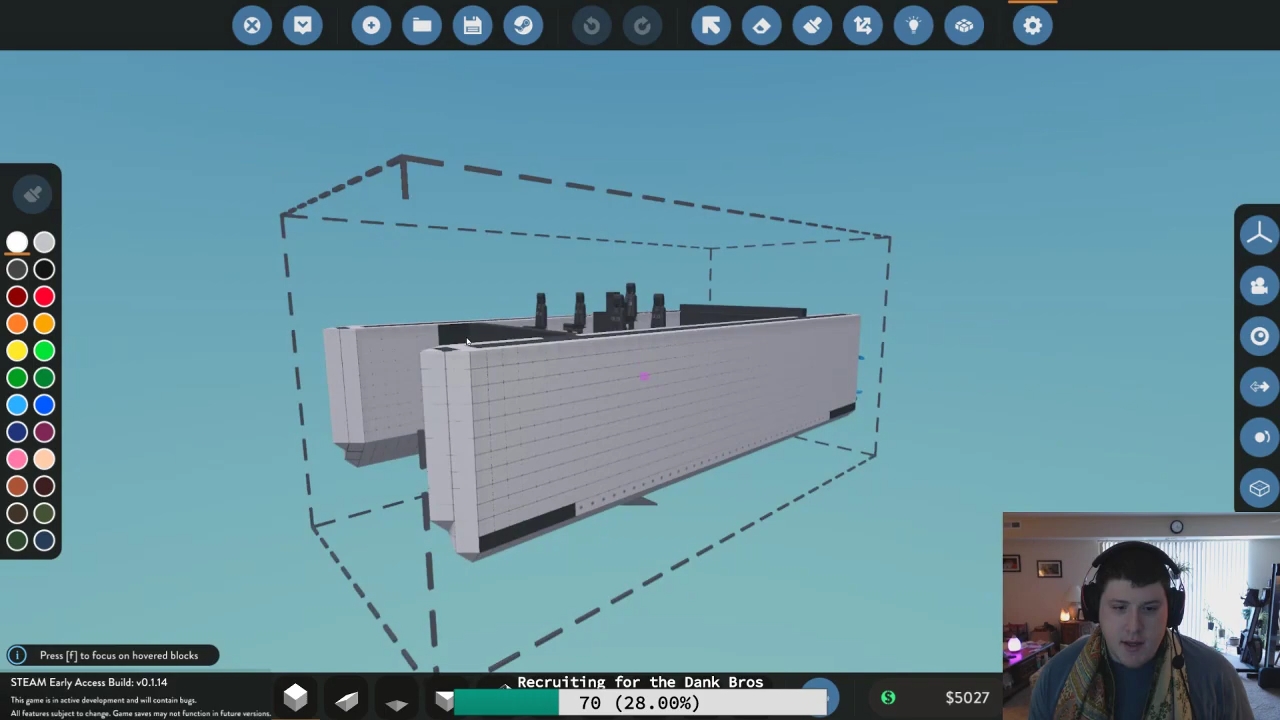 Press [f] to focus on hovered blocks
STEAM Early Access Build: v0.1.14
This game is in active development and will contain bugs.
All features subject to change. Game saves may not function in future versions.
Recruiting for the Dank Bros
70 (28.00%)
$ $5027